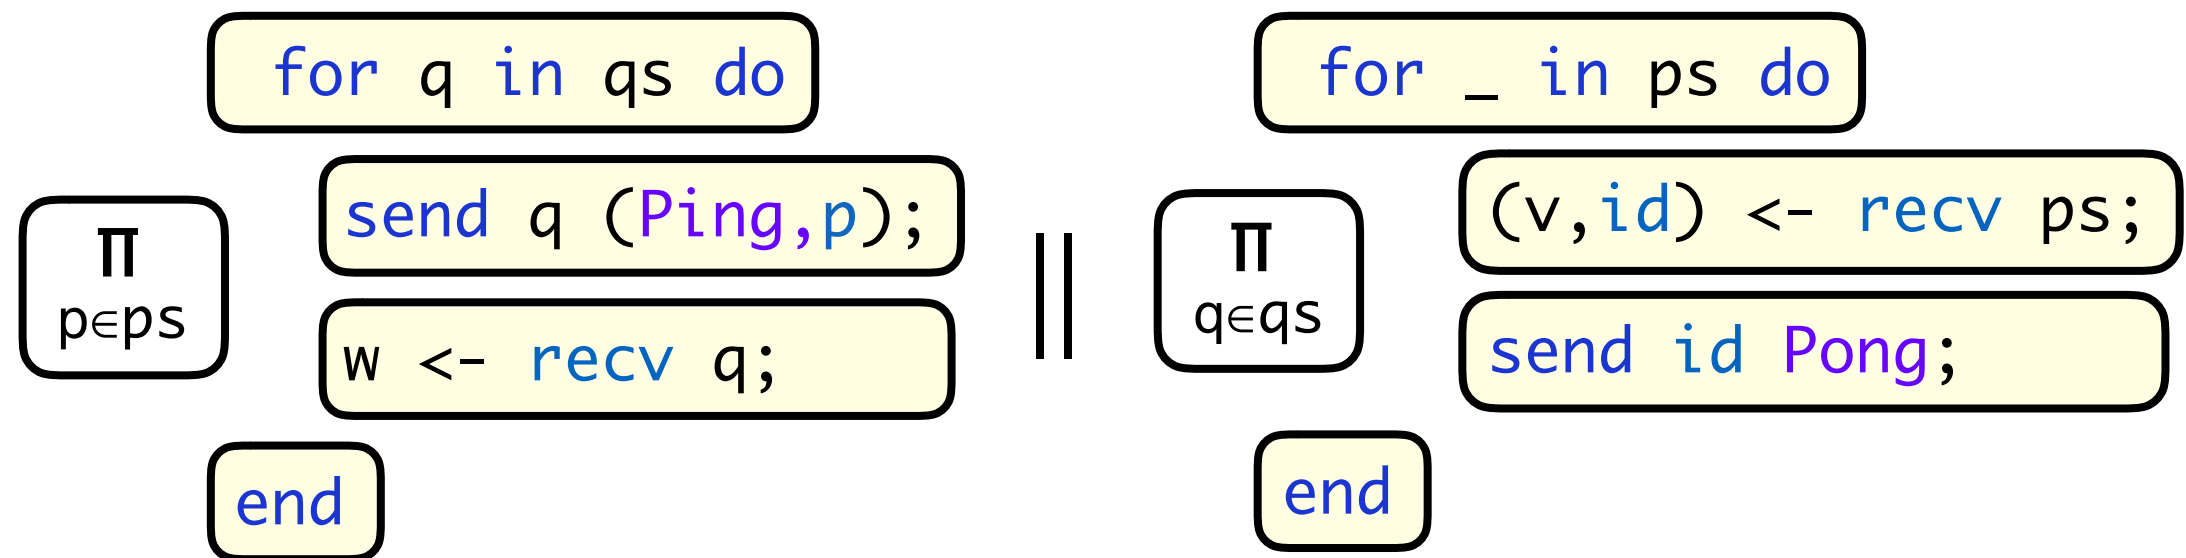 for q in qs do
send q (Ping,p);
Π
p∈ps
w <- recv q;
end
||
for _ in ps do
(v,id) <- recv ps;
Π
q∈qs
send id Pong;
end